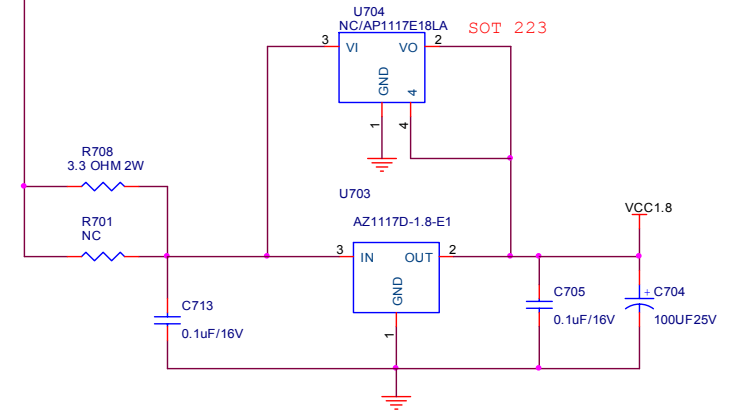 U704
NC/AP1117E18LA
SOT 223
3
VI
VO
2
GND
4
1
4
R708
3.3 OHM 2W
U703
R701
NC
AZ1117D-1.8-E1
VCC1.8
3
IN
OUT
2
GND
C713
0.1uF/16V
C705
0.1uF/16V
+
C704
100UF25V
1